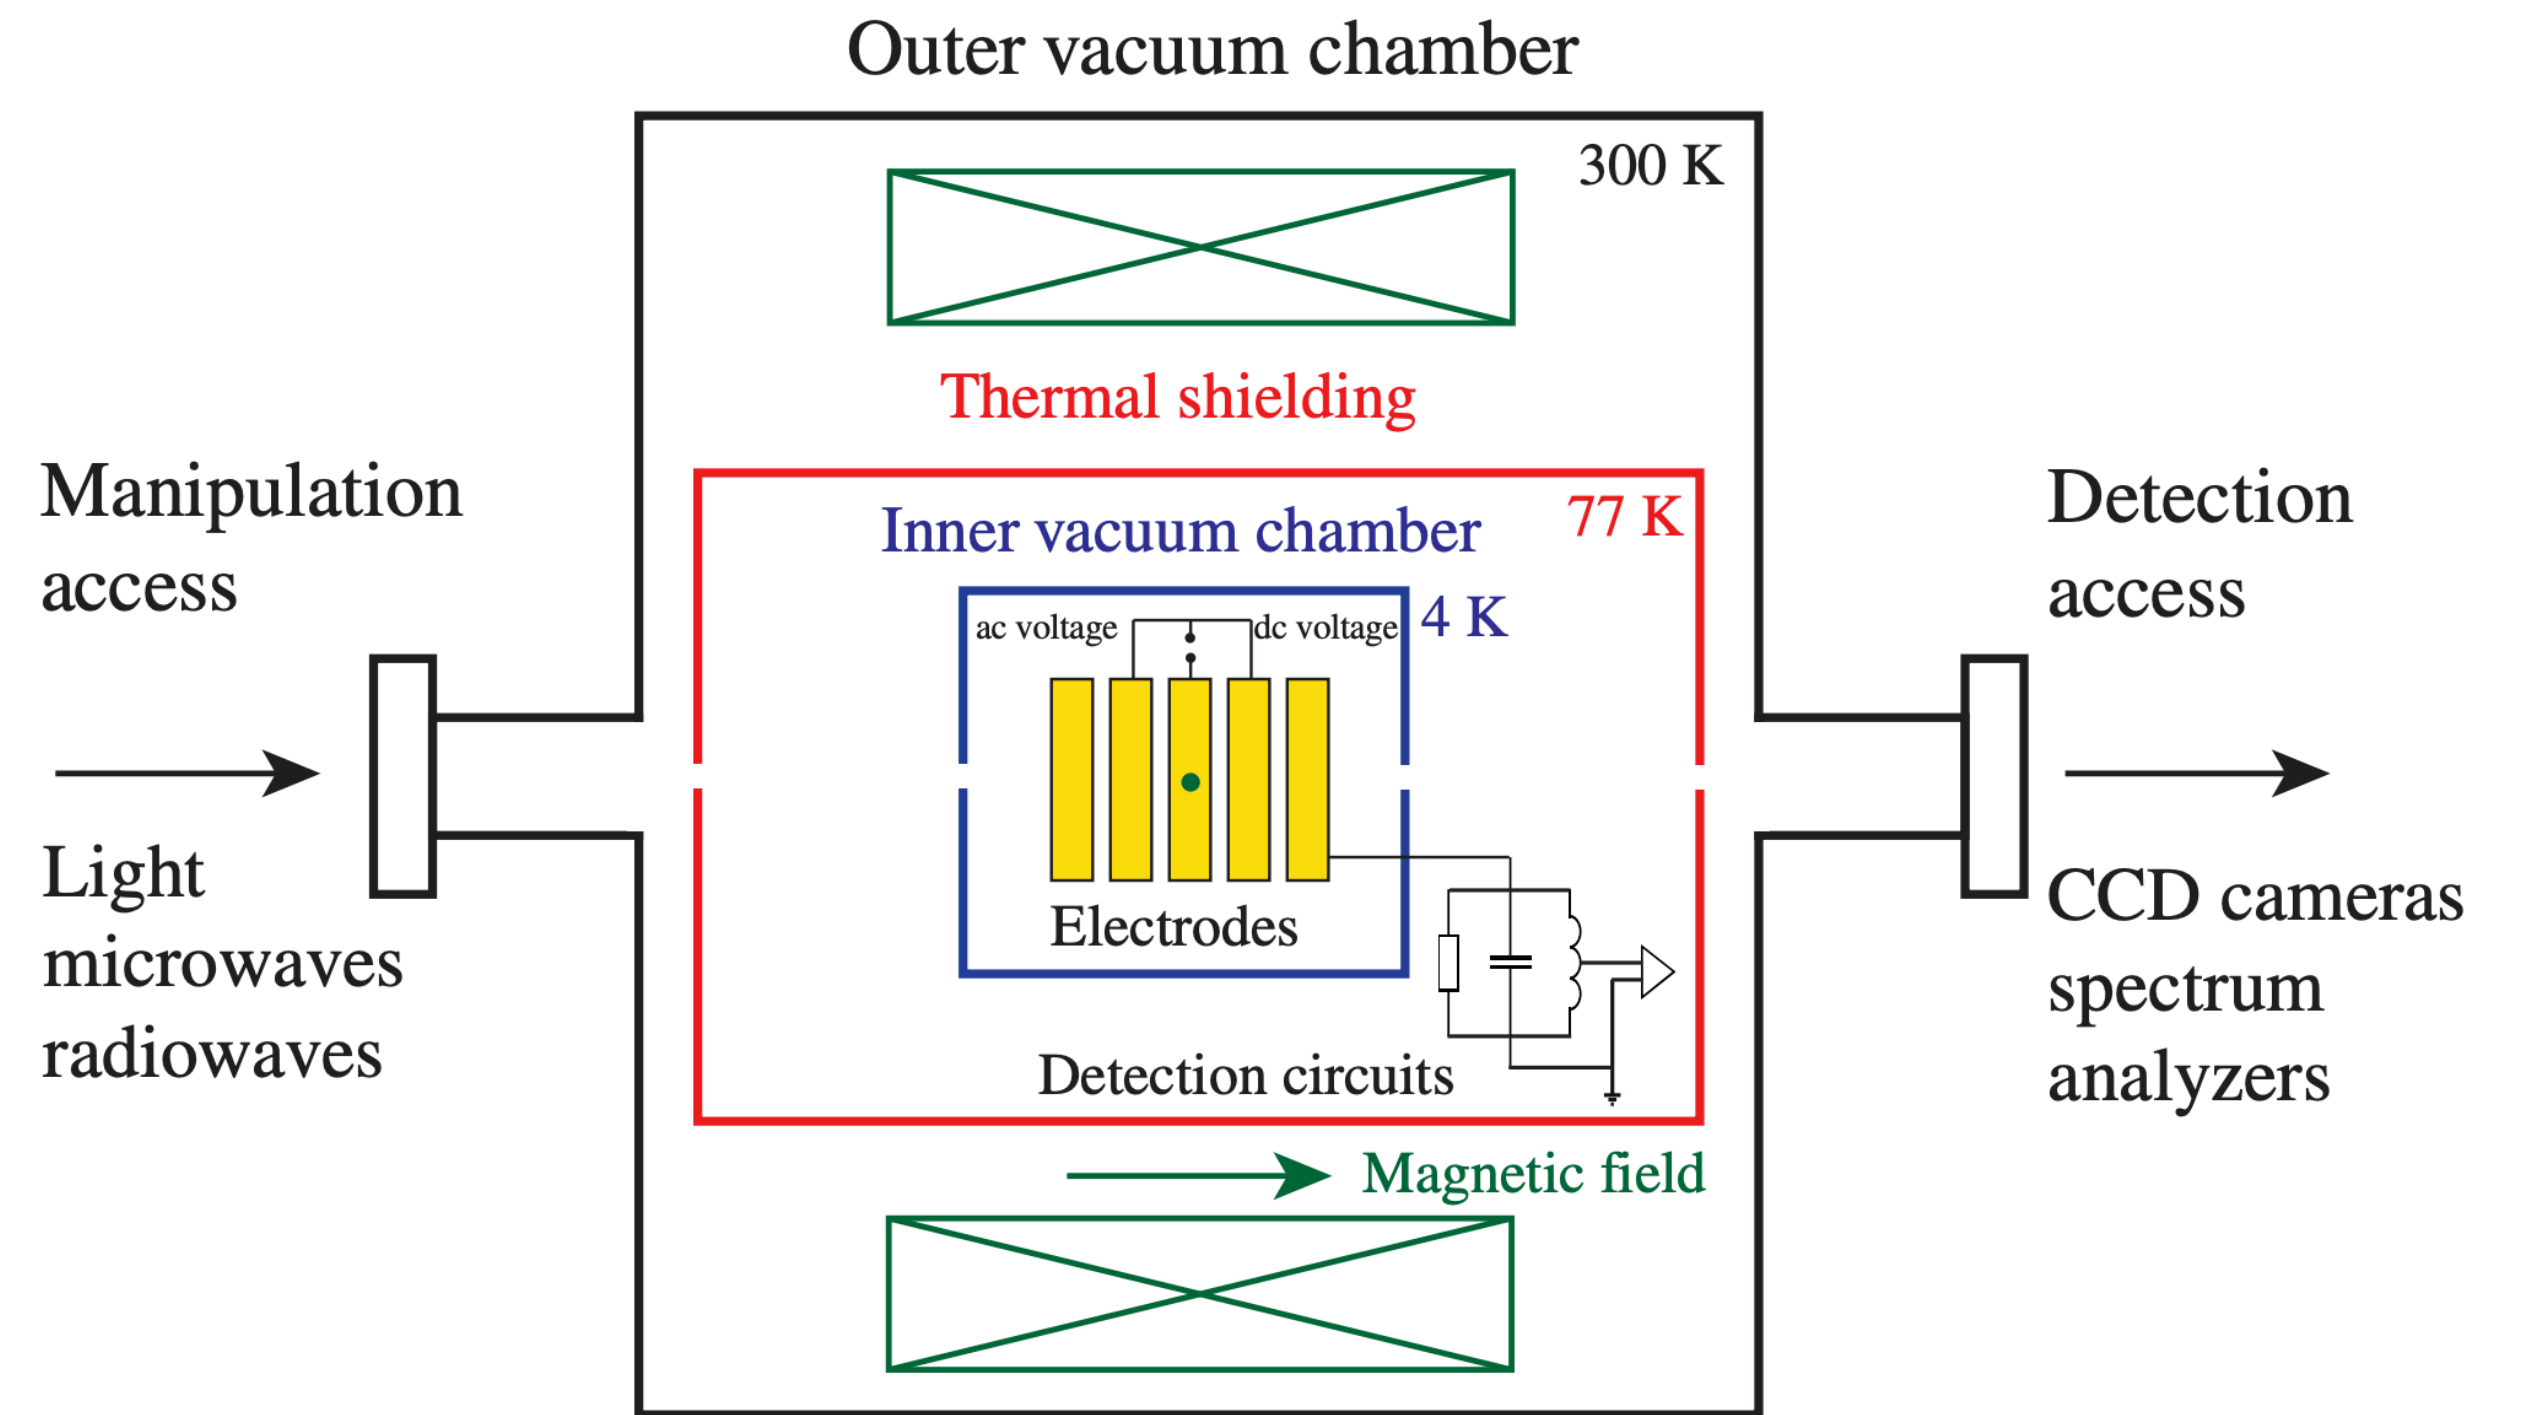 Outer vacuum chamber
300 K
Thermal shielding
77 K
Inner vacuum chamber
4 K
ac voltage
dc voltage
Electrodes
Detection circuits
Magnetic field
Manipulation
access
Light
microwaves
radiowaves
Detection
access
CCD cameras
spectrum
analyzers